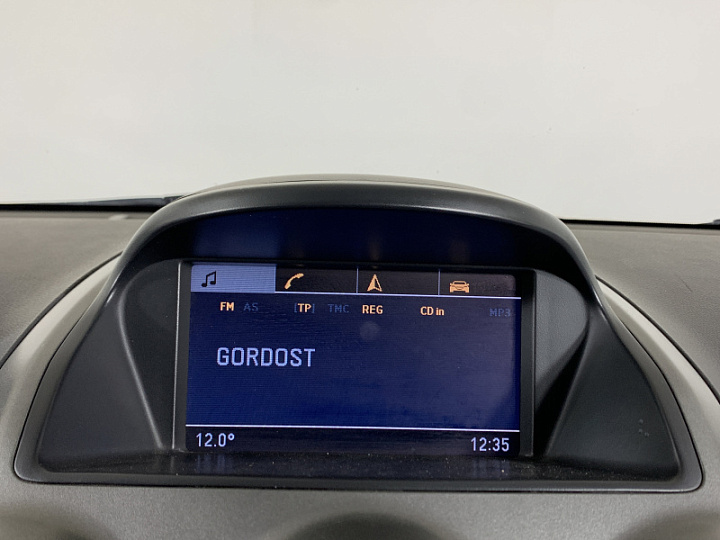 FM AS [TP] TMC REG CD in MP3
GORDOST
12.0° 12:35